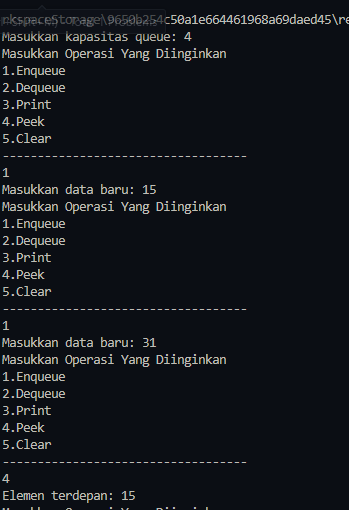 rkspaceStorage\9650b254c50a1e664461968a69daed45\re
Masukkan kapasitas queue: 4
Masukkan Operasi Yang Diinginkan
1.Enqueue
2.Dequeue
3.Print
4.Peek
5.Clear
-----------------------------------
1
Masukkan data baru: 15
Masukkan Operasi Yang Diinginkan
1.Enqueue
2.Dequeue
3.Print
4.Peek
5.Clear
-----------------------------------
1
Masukkan data baru: 31
Masukkan Operasi Yang Diinginkan
1.Enqueue
2.Dequeue
3.Print
4.Peek
5.Clear
-----------------------------------
4
Elemen terdepan: 15